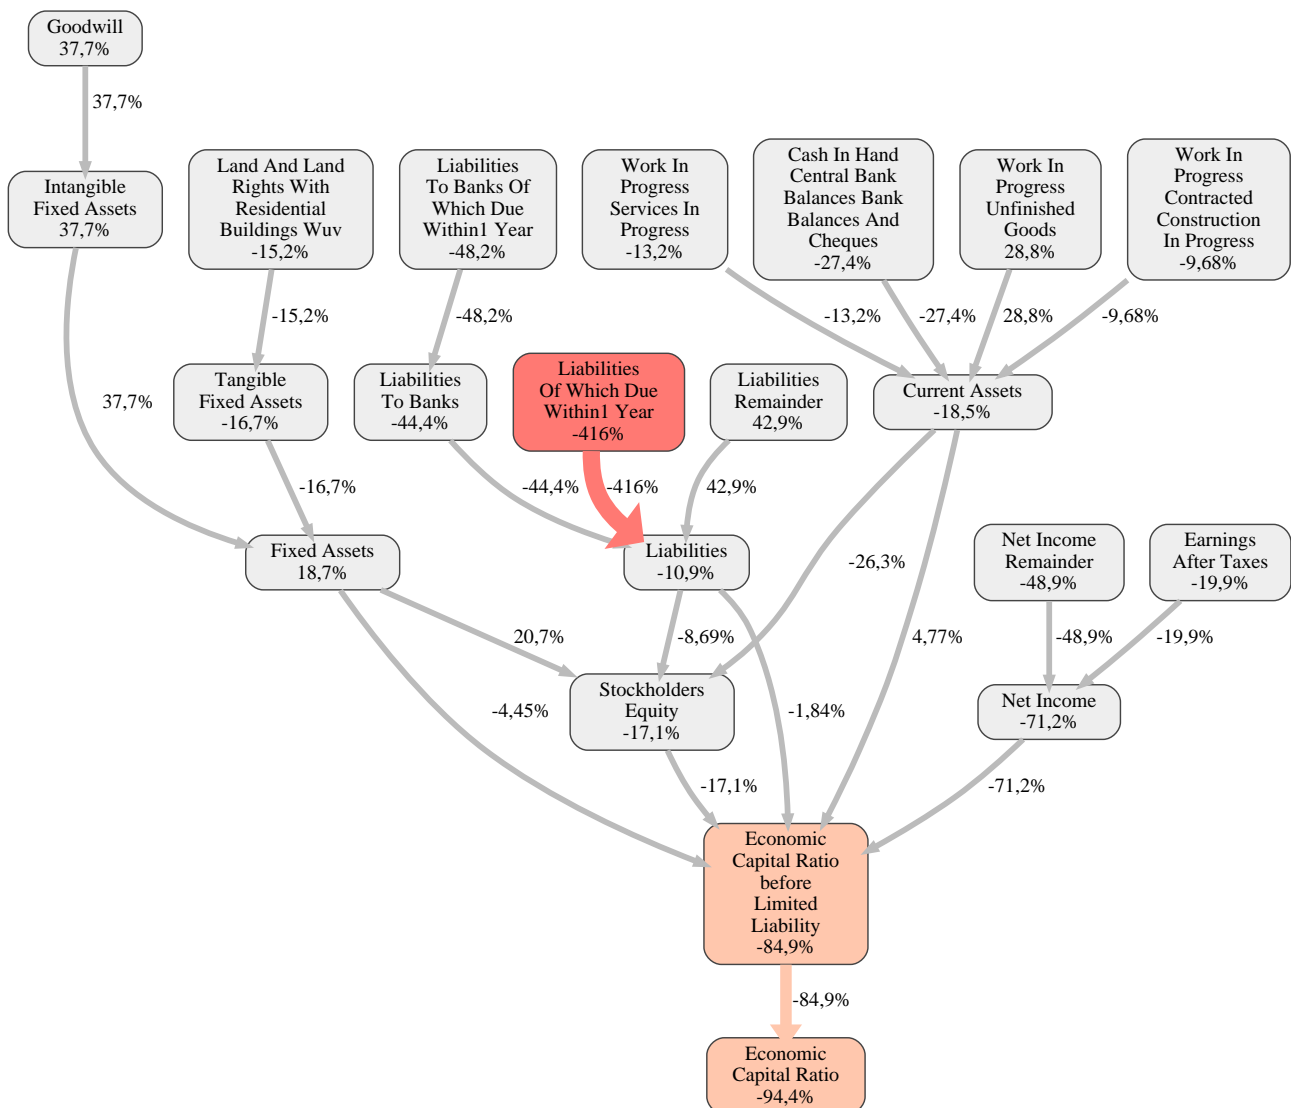 Goodwill
37,7%
37,7%
Intangible
Fixed Assets
37,7%
Land And Land
Rights With
Residential
Buildings Wuv
-15,2%
Liabilities
To Banks Of
Which Due
Within1 Year
-48,2%
Work In
Progress
Services In
Progress
-13,2%
Cash In Hand
Central Bank
Balances Bank
Balances And
Cheques
-27,4%
Work In
Progress
Unfinished
Goods
28,8%
Work In
Progress
Contracted
Construction
In Progress
-9,68%
-15,2%
-48,2%
-13,2%
-27,4%
28,8%
-9,68%
37,7%
Tangible
Fixed Assets
-16,7%
Liabilities
To Banks
-44,4%
Liabilities
Of Which Due
Within1 Year
-416%
Liabilities
Remainder
42,9%
Current Assets
-18,5%
-16,7%
-44,4%
-416%
42,9%
-26,3%
4,77%
Fixed Assets
18,7%
Liabilities
-10,9%
Net Income
Remainder
-48,9%
Earnings
After Taxes
-19,9%
20,7%
-8,69%
-48,9%
-19,9%
-4,45%
Stockholders
Equity
-17,1%
-1,84%
Net Income
-71,2%
-17,1%
-71,2%
Economic
Capital Ratio
before
Limited
Liability
-84,9%
-84,9%
Economic
Capital Ratio
-94,4%